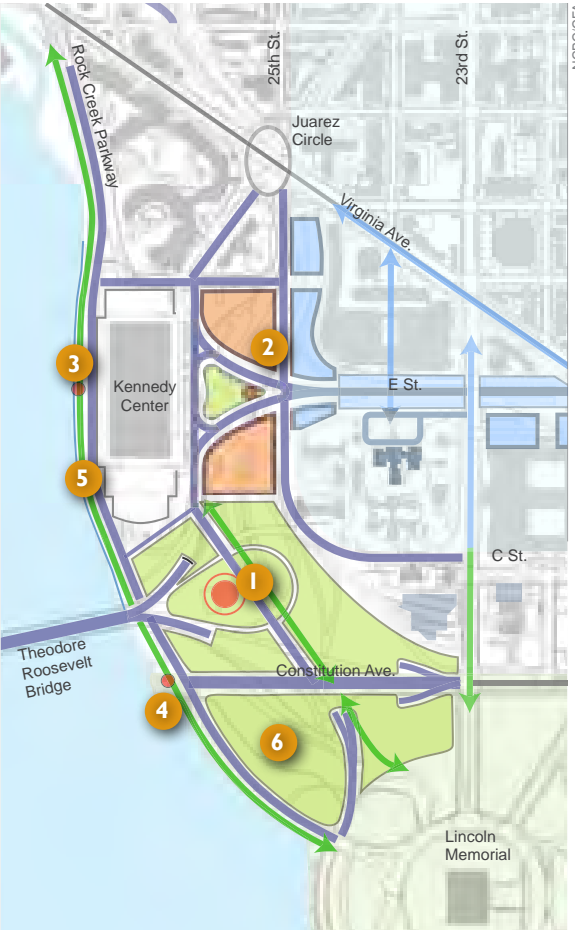 Rock Creek Parkway
25th St.
23rd St.
Juarez
Circle
Virginia Ave.
2
3
Kennedy
Center
E St.
5
C St.
1
Theodore
Roosevelt
Bridge
Constitution Ave.
4
6
Lincoln
Memorial